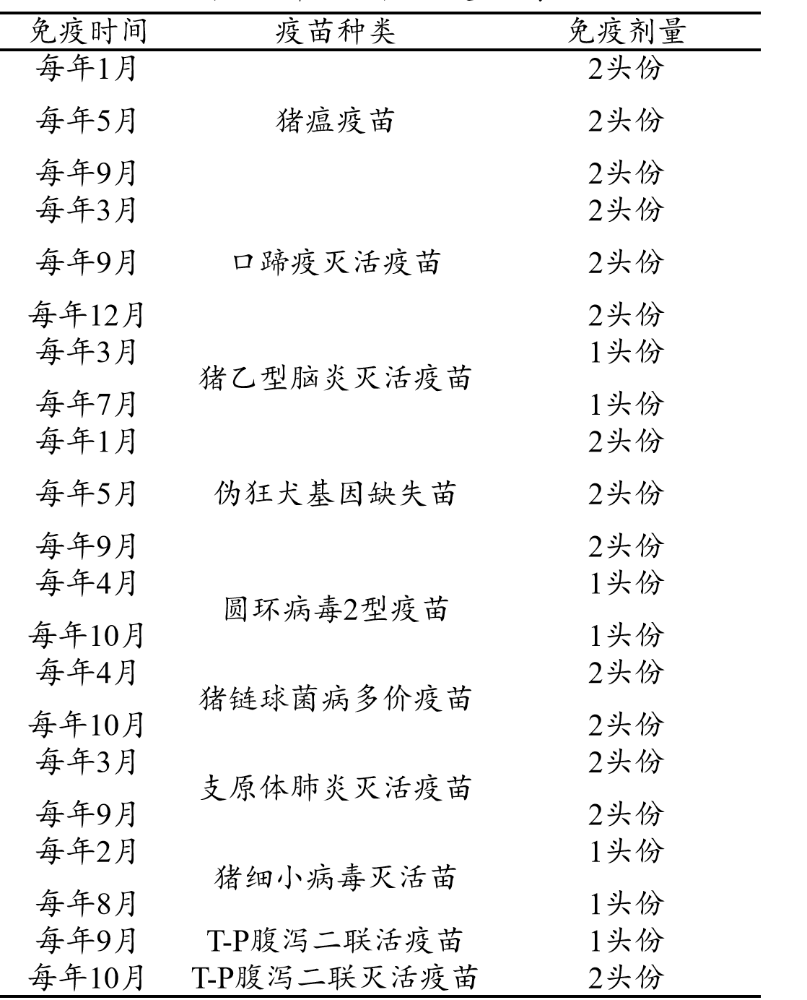 免疫时间 疫苗种类 免疫剂量
每年1月 2头份
每年5月 猪瘟疫苗 2头份
每年9月 2头份
每年3月 2头份
每年9月 口蹄疫灭活疫苗 2头份
每年12月 2头份
每年3月 1头份
猪乙型脑炎灭活疫苗
每年7月 1头份
每年1月 2头份
每年5月 伪狂犬基因缺失苗 2头份
每年9月 2头份
每年4月 1头份
圆环病毒2型疫苗
每年10月 1头份
每年4月 2头份
猪链球菌病多价疫苗
每年10月 2头份
每年3月 2头份
支原体肺炎灭活疫苗
每年9月 2头份
每年2月 1头份
猪细小病毒灭活苗
每年8月 1头份
每年9月 T-P腹泻二联活疫苗 1头份
每年10月 T-P腹泻二联灭活疫苗 2头份